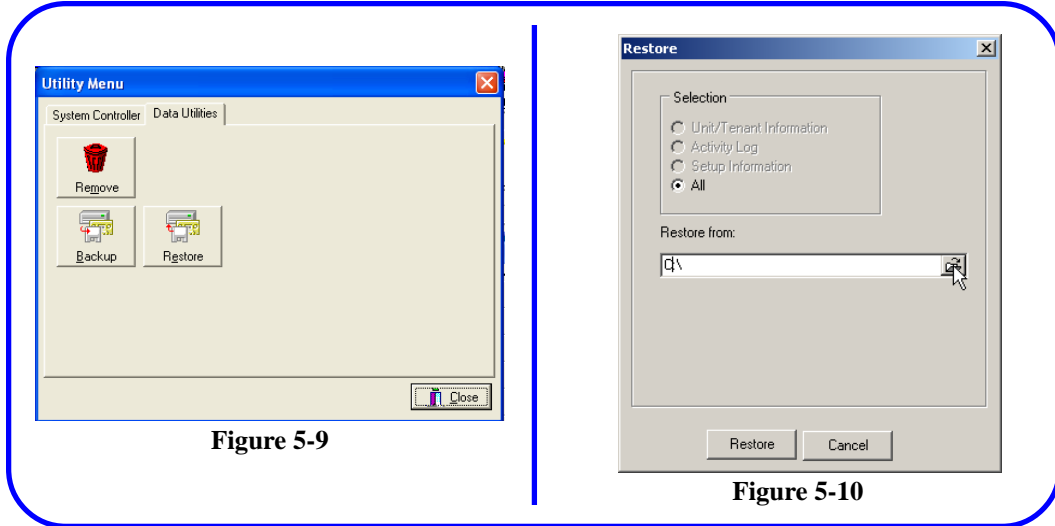 Utility Menu
System Controller
Data Utilities
Remove
Backup
Restore
Close
Figure 5-9
Restore
Selection
Unit/Tenant Information
Activity Log
Setup Information
All
Restore from:
C:\
Restore
Cancel
Figure 5-10